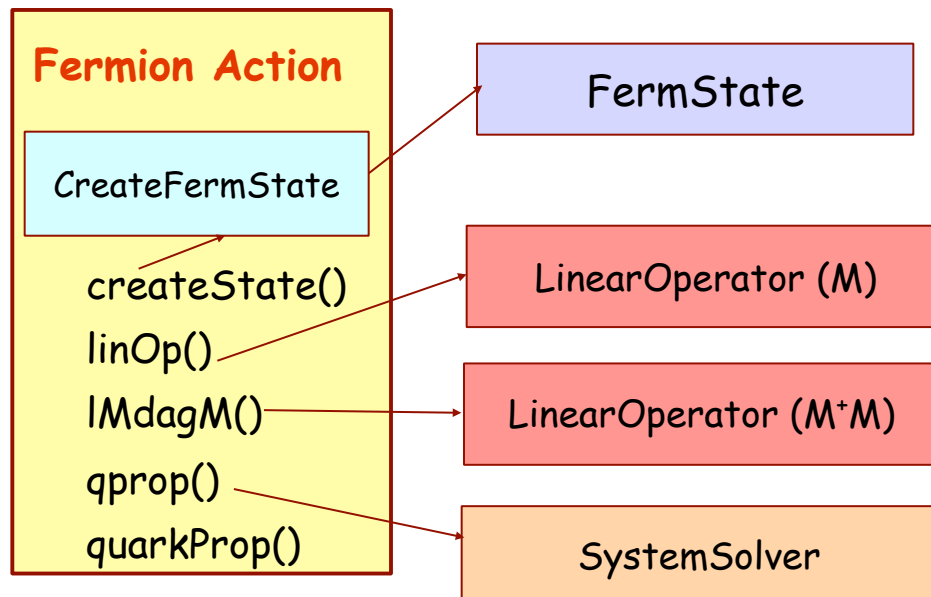 Fermion Action
CreateFermState
createState()
linOp()
lMdagM()
qprop()
quarkProp()
FermState
LinearOperator (M)
LinearOperator (M⁺M)
SystemSolver